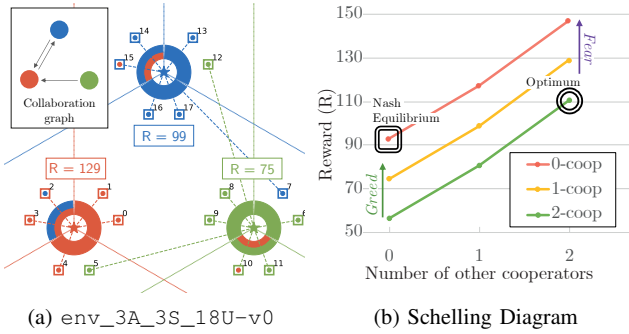 Collaboration
graph
14
13
15
12
16
17
R = 99
R = 129
R = 75
2
1
3
0
4
5
8
7
9
6
10
11
(a) env_3A_3S_18U-v0
150
130
110
90
70
50
Reward (R)
Fear
Optimum
Nash
Equilibrium
Greed
0-coop
1-coop
2-coop
0
1
2
Number of other cooperators
(b) Schelling Diagram